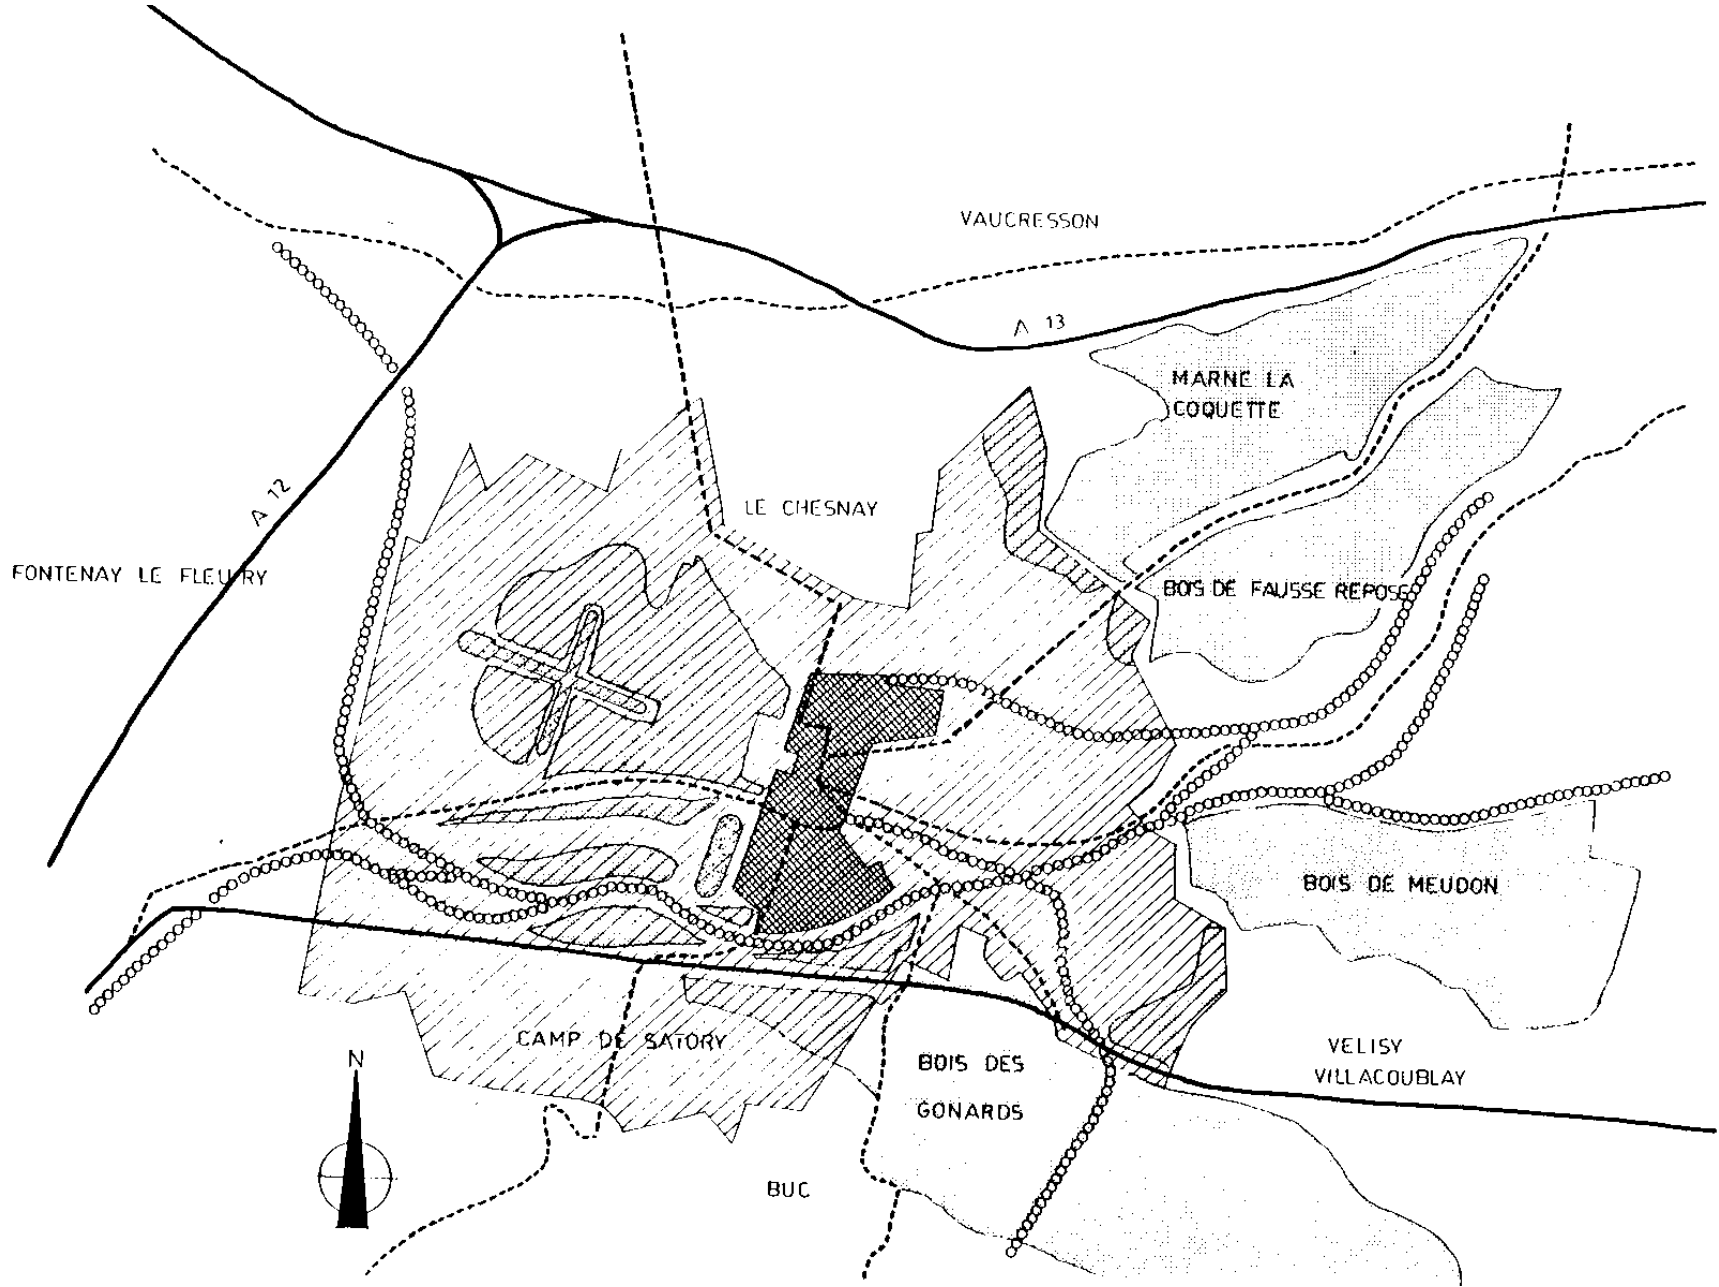 VAUCRESSON
A 13
MARNE LA
COQUETTE
A 12
LE CHESNAY
FONTENAY LE FLEURY
BOIS DE FAUSSE REPOSE
BOIS DE MEUDON
CAMP DE SATORY
N
BOIS DES
GONARDS
VELISY
VILLACOUBLAY
BUC